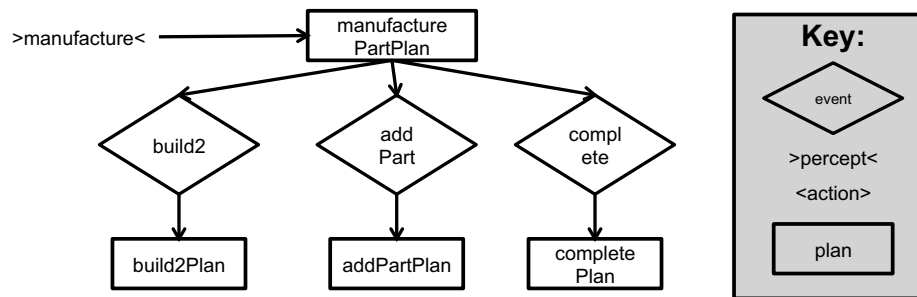 >manufacture<
manufacture
PartPlan
build2
add
Part
compl
ete
build2Plan
addPartPlan
complete
Plan
Key:
event
>percept<
<action>
plan